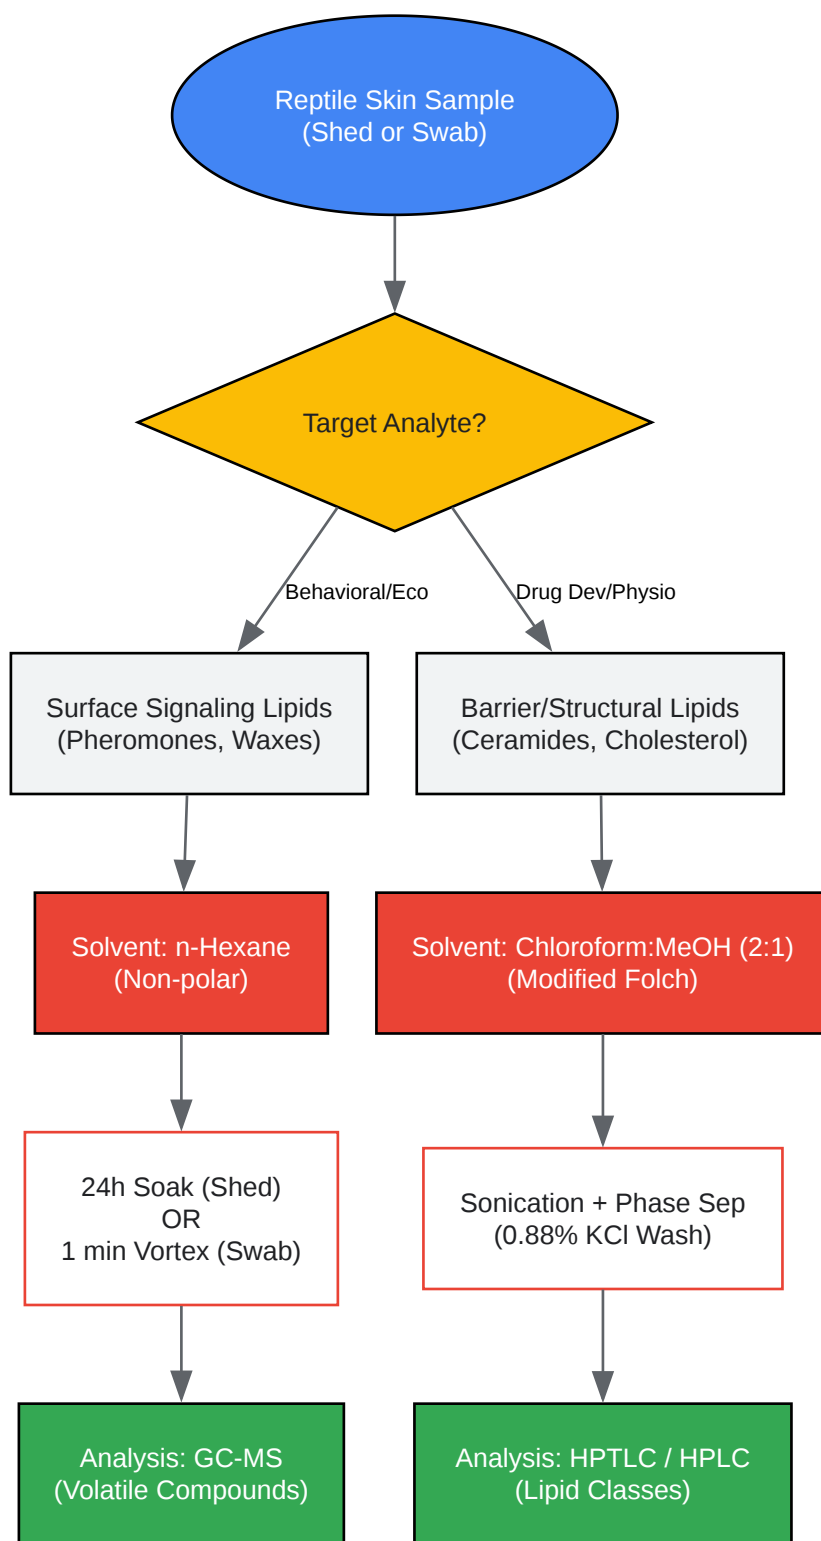 Reptile Skin Sample
(Shed or Swab)
Target Analyte?
Behavioral/Eco
Drug Dev/Physio
Surface Signaling Lipids
(Pheromones, Waxes)
Barrier/Structural Lipids
(Ceramides, Cholesterol)
Solvent: n-Hexane
(Non-polar)
Solvent: Chloroform:MeOH (2:1)
(Modified Folch)
24h Soak (Shed)
OR
1 min Vortex (Swab)
Sonication + Phase Sep
(0.88% KCl Wash)
Analysis: GC-MS
(Volatile Compounds)
Analysis: HPTLC / HPLC
(Lipid Classes)